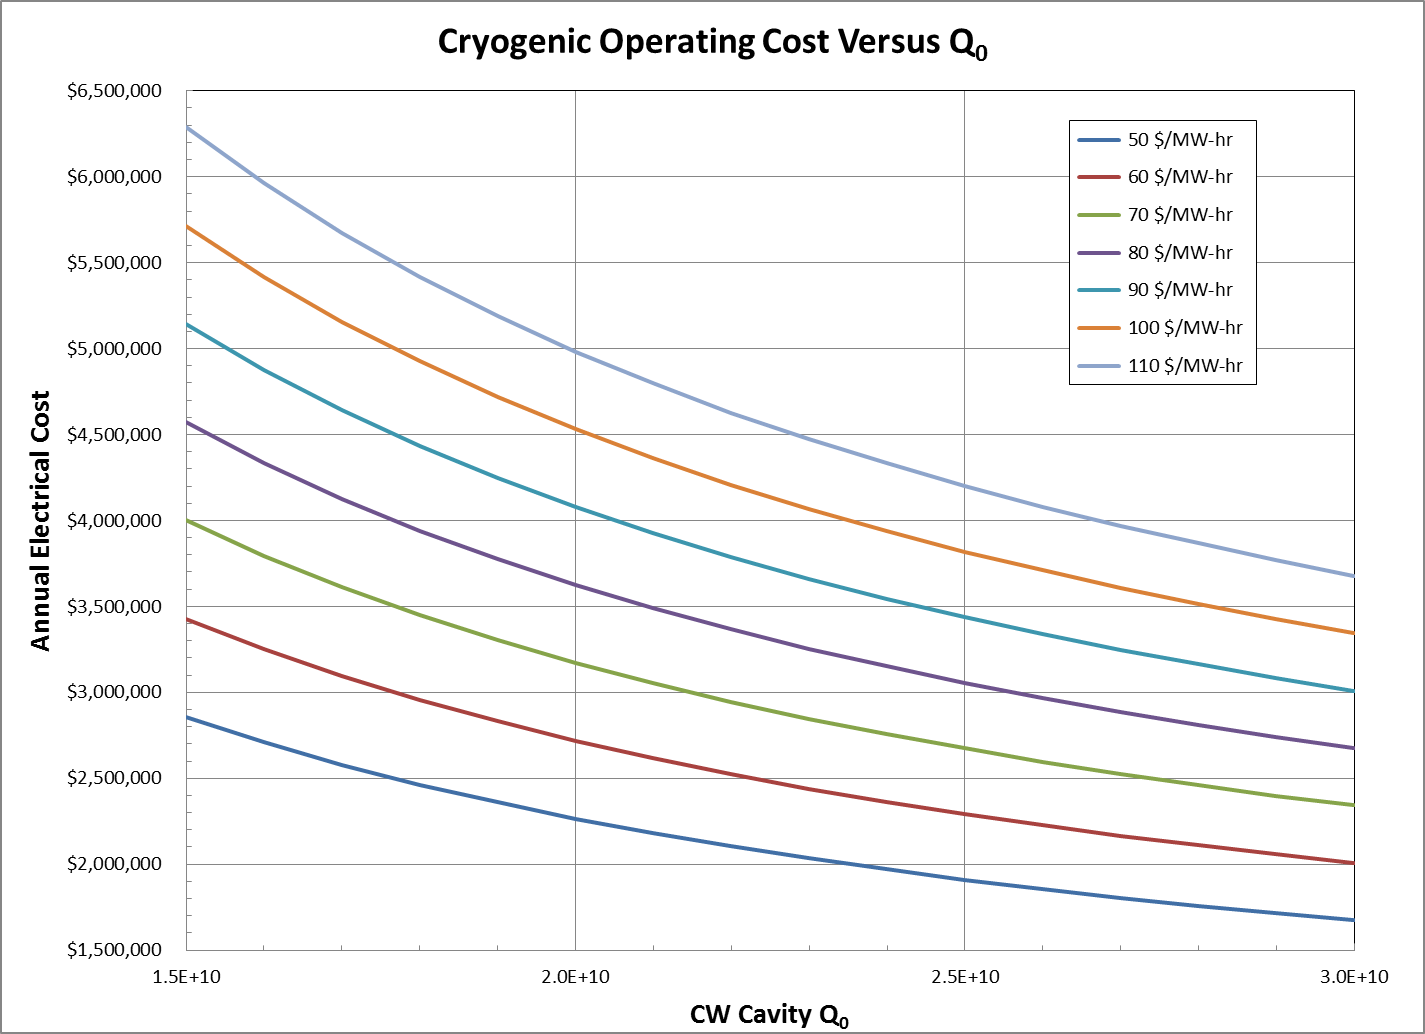 Cryogenic Operating Cost Versus Q₀
$6,500,000
$6,000,000
$5,500,000
$5,000,000
$4,500,000
$4,000,000
$3,500,000
$3,000,000
$2,500,000
$2,000,000
$1,500,000
Annual Electrical Cost
50 $/MW-hr
60 $/MW-hr
70 $/MW-hr
80 $/MW-hr
90 $/MW-hr
100 $/MW-hr
110 $/MW-hr
1.5E+10 2.0E+10 2.5E+10 3.0E+10
CW Cavity Q₀